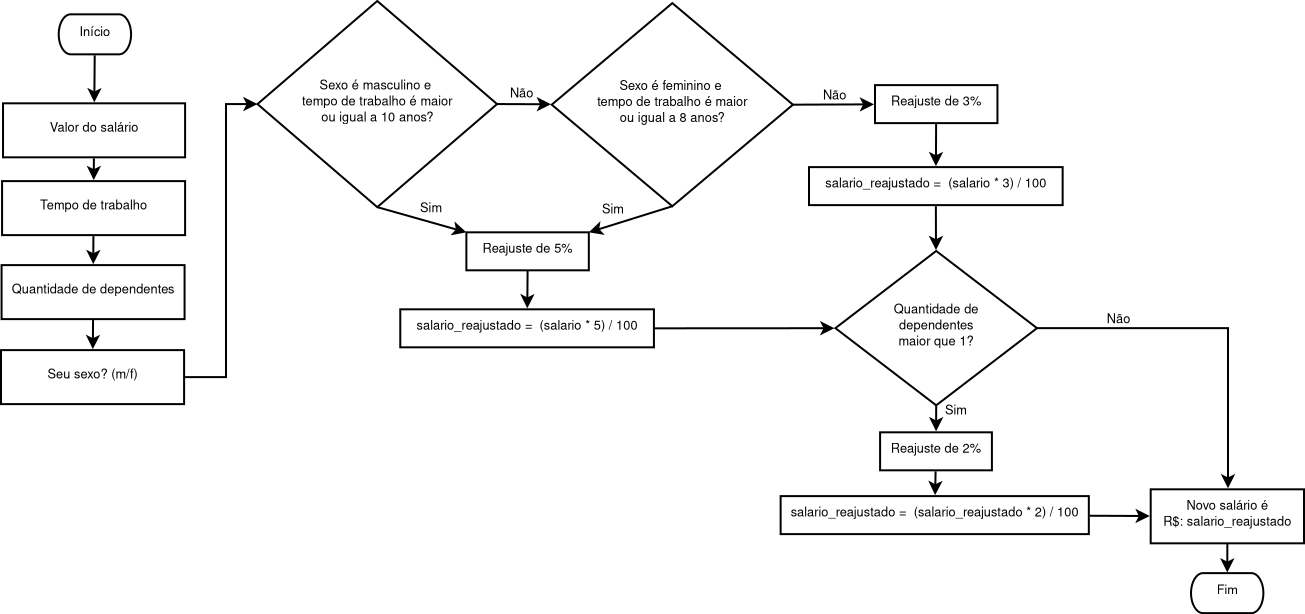 Início
Valor do salário
Tempo de trabalho
Quantidade de dependentes
Seu sexo? (m/f)
Sexo é masculino e
tempo de trabalho é maior
ou igual a 10 anos?
Não
Sim
Sexo é feminino e
tempo de trabalho é maior
ou igual a 8 anos?
Não
Sim
Reajuste de 5%
salario_reajustado = (salario * 5) / 100
Reajuste de 3%
salario_reajustado = (salario * 3) / 100
Quantidade de
dependentes
maior que 1?
Não
Sim
Reajuste de 2%
salario_reajustado = (salario_reajustado * 2) / 100
Novo salário é
R$: salario_reajustado
Fim